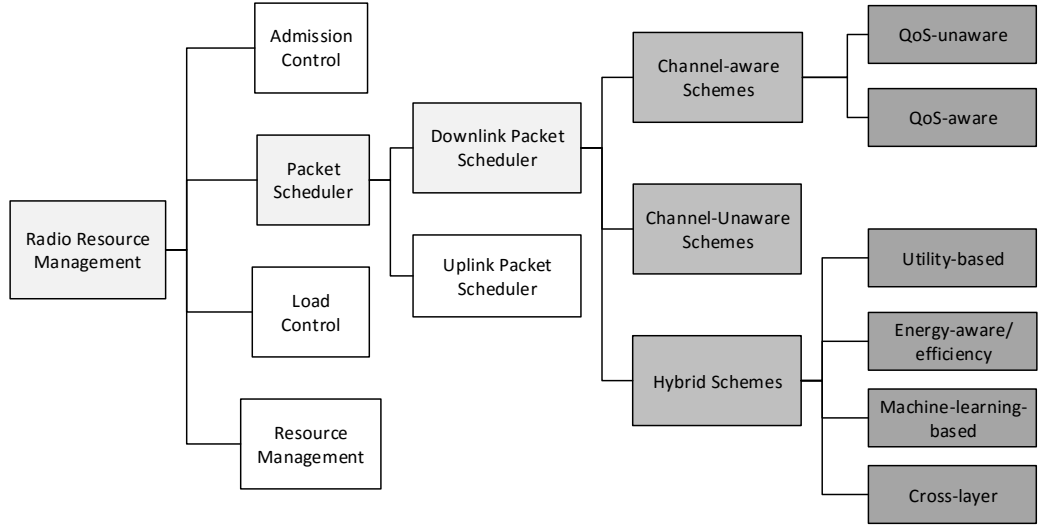 Radio Resource
Management
Admission
Control
Packet
Scheduler
Load
Control
Resource
Management
Downlink Packet
Scheduler
Uplink Packet
Scheduler
Channel-aware
Schemes
Channel-Unaware
Schemes
Hybrid Schemes
QoS-unaware
QoS-aware
Utility-based
Energy-aware/
efficiency
Machine-learning-
based
Cross-layer